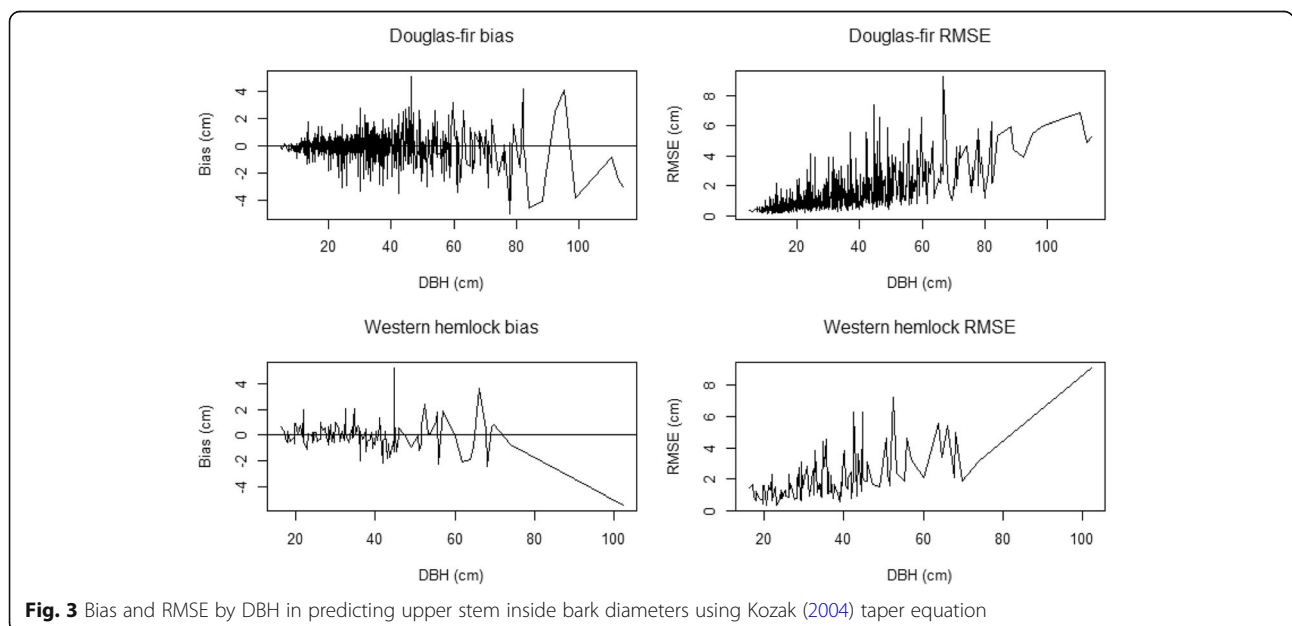 Douglas-fir bias
Bias (cm)
4
2
0
-2
-4
20 40 60 80 100
DBH (cm)
Douglas-fir RMSE
RMSE (cm)
8
6
4
2
0
20 40 60 80 100
DBH (cm)
Western hemlock bias
Bias (cm)
4
2
0
-2
-4
20 40 60 80 100
DBH (cm)
Western hemlock RMSE
RMSE (cm)
8
6
4
2
0
20 40 60 80 100
DBH (cm)
Fig. 3 Bias and RMSE by DBH in predicting upper stem inside bark diameters using Kozak (2004) taper equation